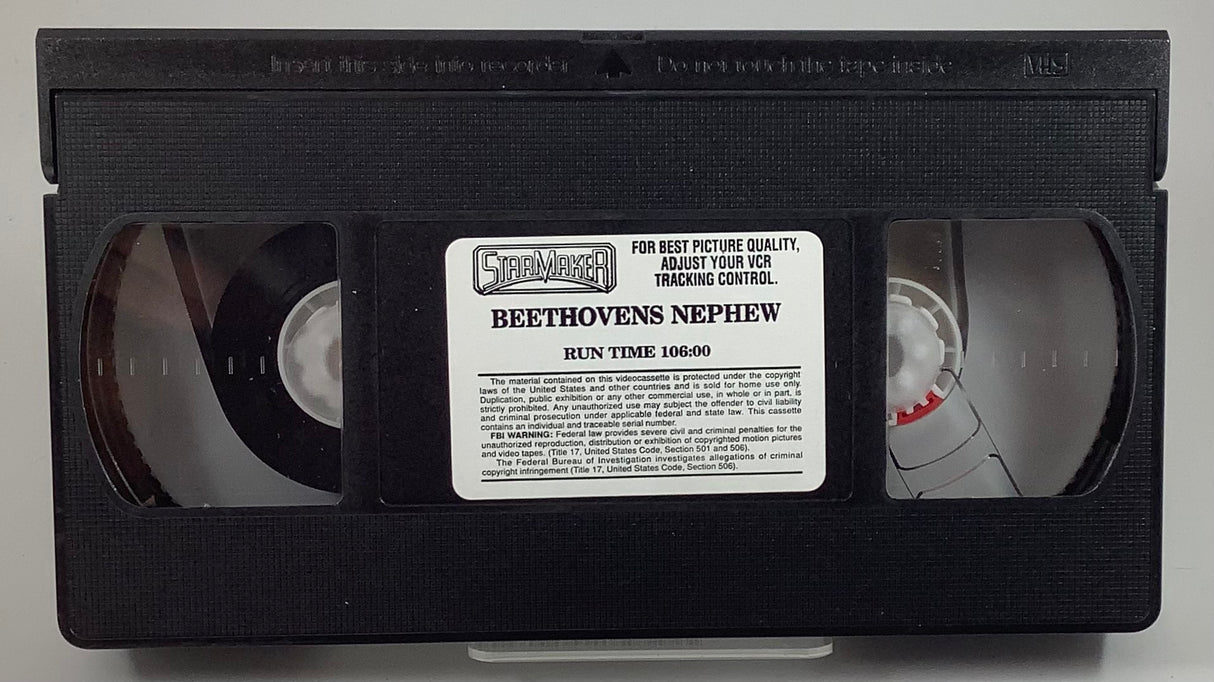 Insert this side into recorder Do not touch the tape inside VHS
STARMAKER
FOR BEST PICTURE QUALITY,
ADJUST YOUR VCR
TRACKING CONTROL.
BEETHOVENS NEPHEW
RUN TIME 106:00
The material contained on this videocassette is protected under the copyright
laws of the United States and other countries and is sold for home use only.
Duplication, public exhibition or any other commercial use, in whole or in part, is
strictly prohibited. Any unauthorized use may subject the offender to civil liability
and criminal prosecution under applicable federal and state law. This cassette
contains an individual and traceable serial number.
FBI WARNING: Federal law provides severe civil and criminal penalties for the
unauthorized reproduction, distribution or exhibition of copyrighted motion pictures
and video tapes. (Title 17, United States Code, Section 501 and 506).
The Federal Bureau of Investigation investigates allegations of criminal
copyright infringement (Title 17, United States Code, Section 506).